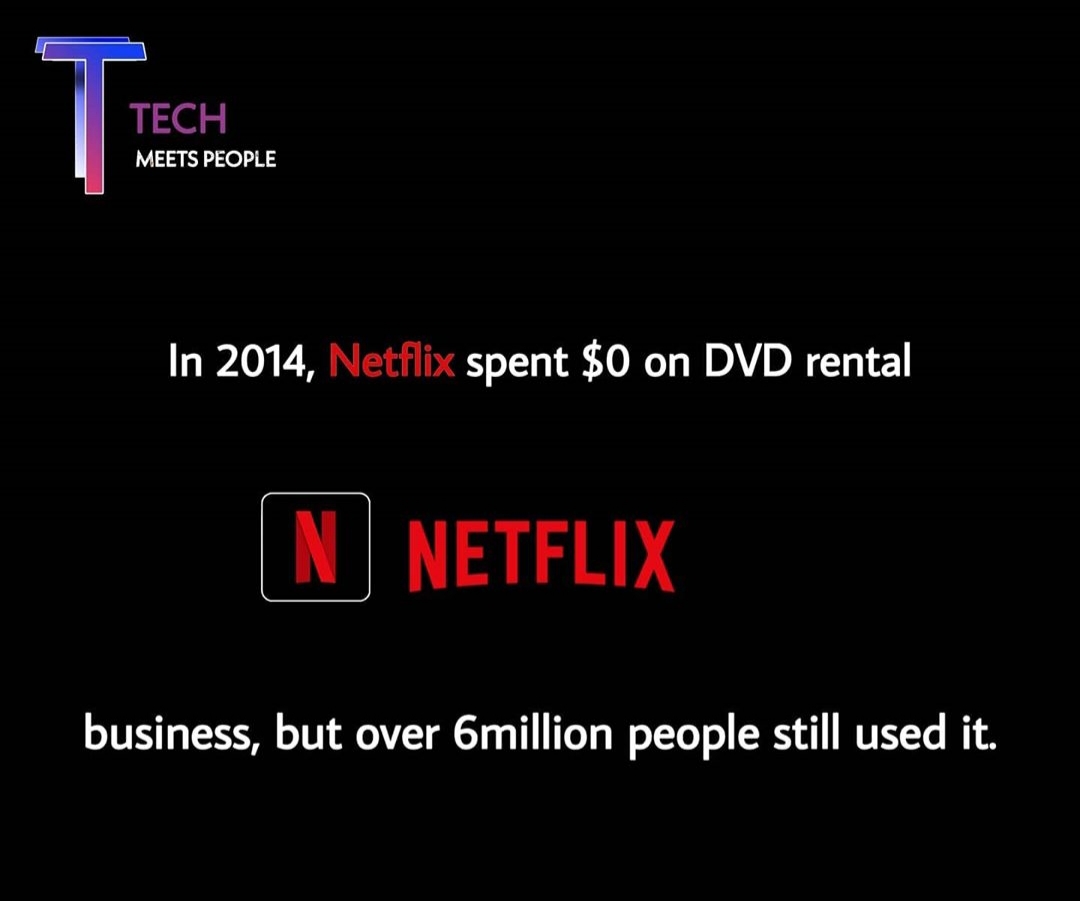 TECH
MEETS PEOPLE
In 2014, Netflix spent $0 on DVD rental
N NETFLIX
business, but over 6million people still used it.